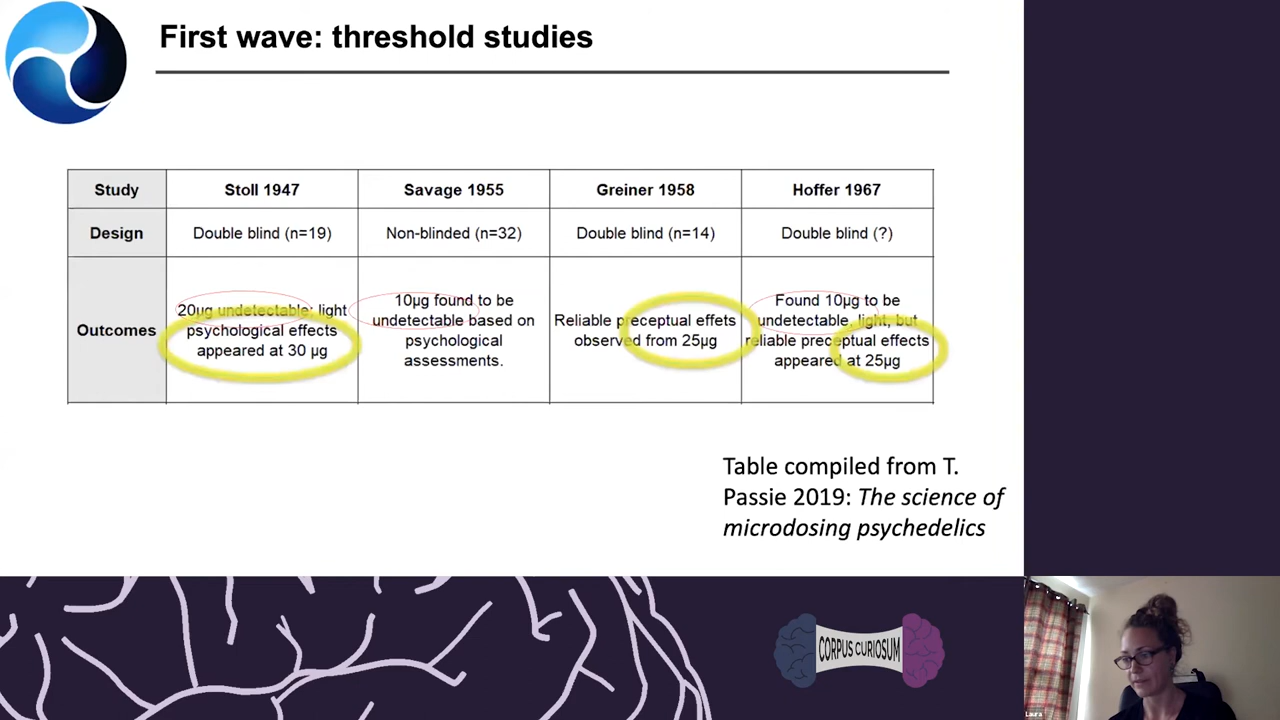 First wave: threshold studies
Study
Stoll 1947
Savage 1955
Greiner 1958
Hoffer 1967
Design
Double blind (n=19)
Non-blinded (n=32)
Double blind (n=14)
Double blind (?)
Outcomes
20µg undetectable; light
psychological effects
appeared at 30 µg
10µg found to be
undetectable based on
psychological
assessments.
Reliable preceptual effets
observed from 25µg
Found 10µg to be
undetectable, light, but
reliable preceptual effects
appeared at 25µg
Table compiled from T.
Passie 2019: The science of
microdosing psychedelics
CORPUS CURIOSUM
Laura